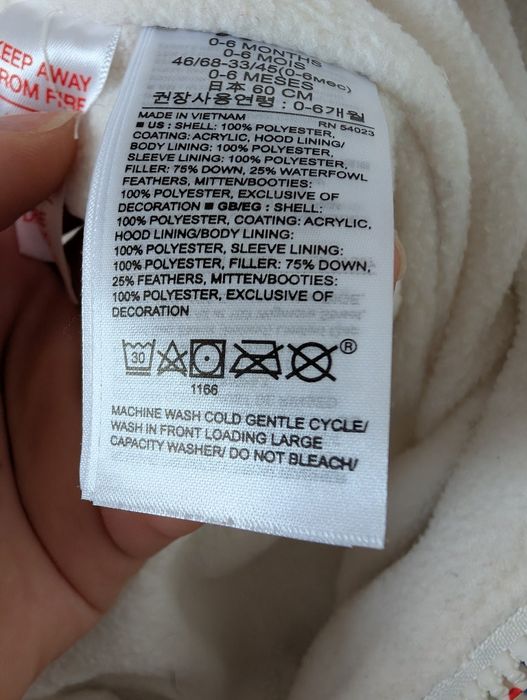 KEEP AWAY
FROM FIRE
0-6 MONTHS
0-6 MOIS
46/68-33/45(0-6мес)
0-6 MESES
日本 60 CM
권장사용연령 : 0-6개월
MADE IN VIETNAM RN 54023
■ US : SHELL: 100% POLYESTER,
COATING: ACRYLIC, HOOD LINING/
BODY LINING: 100% POLYESTER,
SLEEVE LINING: 100% POLYESTER,
FILLER: 75% DOWN, 25% WATERFOWL
FEATHERS, MITTEN/BOOTIES:
100% POLYESTER, EXCLUSIVE OF
DECORATION ■ GB/EG : SHELL:
100% POLYESTER, COATING: ACRYLIC,
HOOD LINING/BODY LINING:
100% POLYESTER, SLEEVE LINING:
100% POLYESTER, FILLER: 75% DOWN,
25% FEATHERS, MITTEN/BOOTIES:
100% POLYESTER, EXCLUSIVE OF
DECORATION
30 ®
1166
MACHINE WASH COLD GENTLE CYCLE/
WASH IN FRONT LOADING LARGE
CAPACITY WASHER/ DO NOT BLEACH/